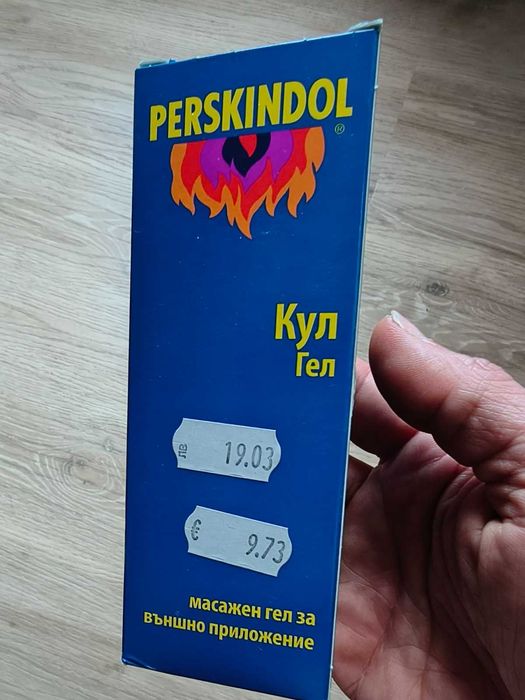 PERSKINDOL
®
Кул
Гел
лв 19.03
€ 9.73
масажен гел за
външно приложение